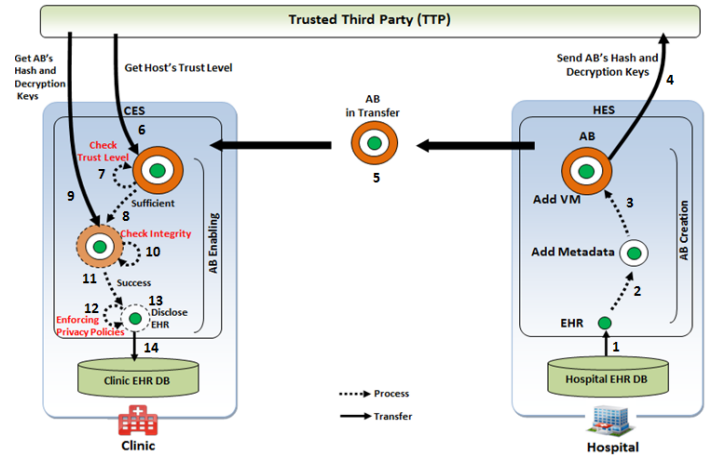 Trusted Third Party (TTP)
Get AB's
Hash and
Decryption
Keys
Get Host's Trust Level
Send AB's Hash and
Decryption Keys
4
CES
6
Check
Trust Level
7
8
Sufficient
9
Check Integrity
10
11
Success
12
13
Disclose
EHR
Enforcing
Privacy Policies
14
AB Enabling
Clinic EHR DB
Clinic
AB
in Transfer
5
HES
AB
Add VM
3
Add Metadata
2
EHR
1
AB Creation
Hospital EHR DB
Hospital
Process
Transfer